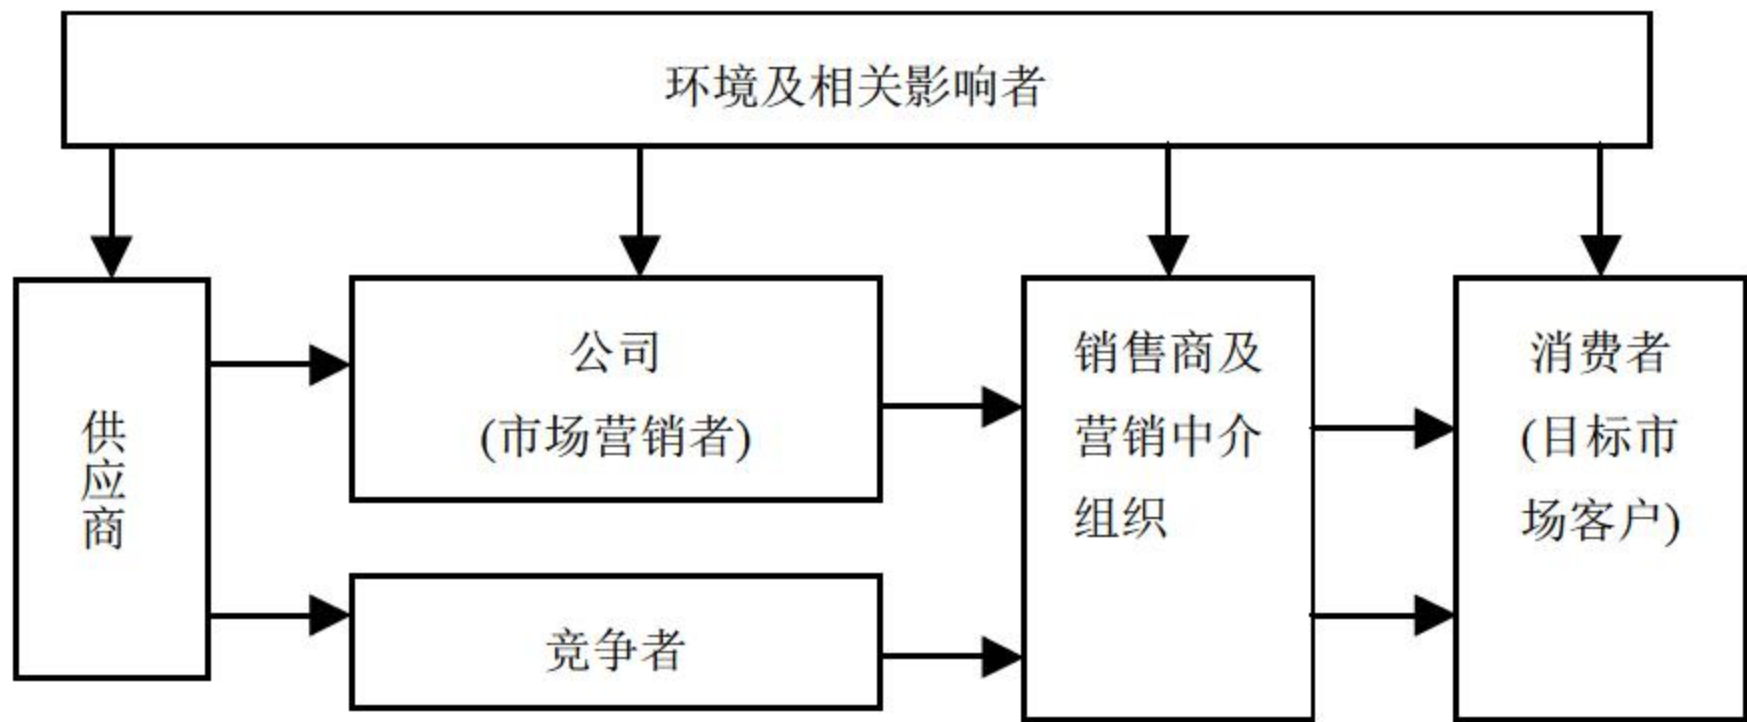 环境及相关影响者
供应商
公司
(市场营销者)
竞争者
销售商及
营销中介
组织
消费者
(目标市
场客户)